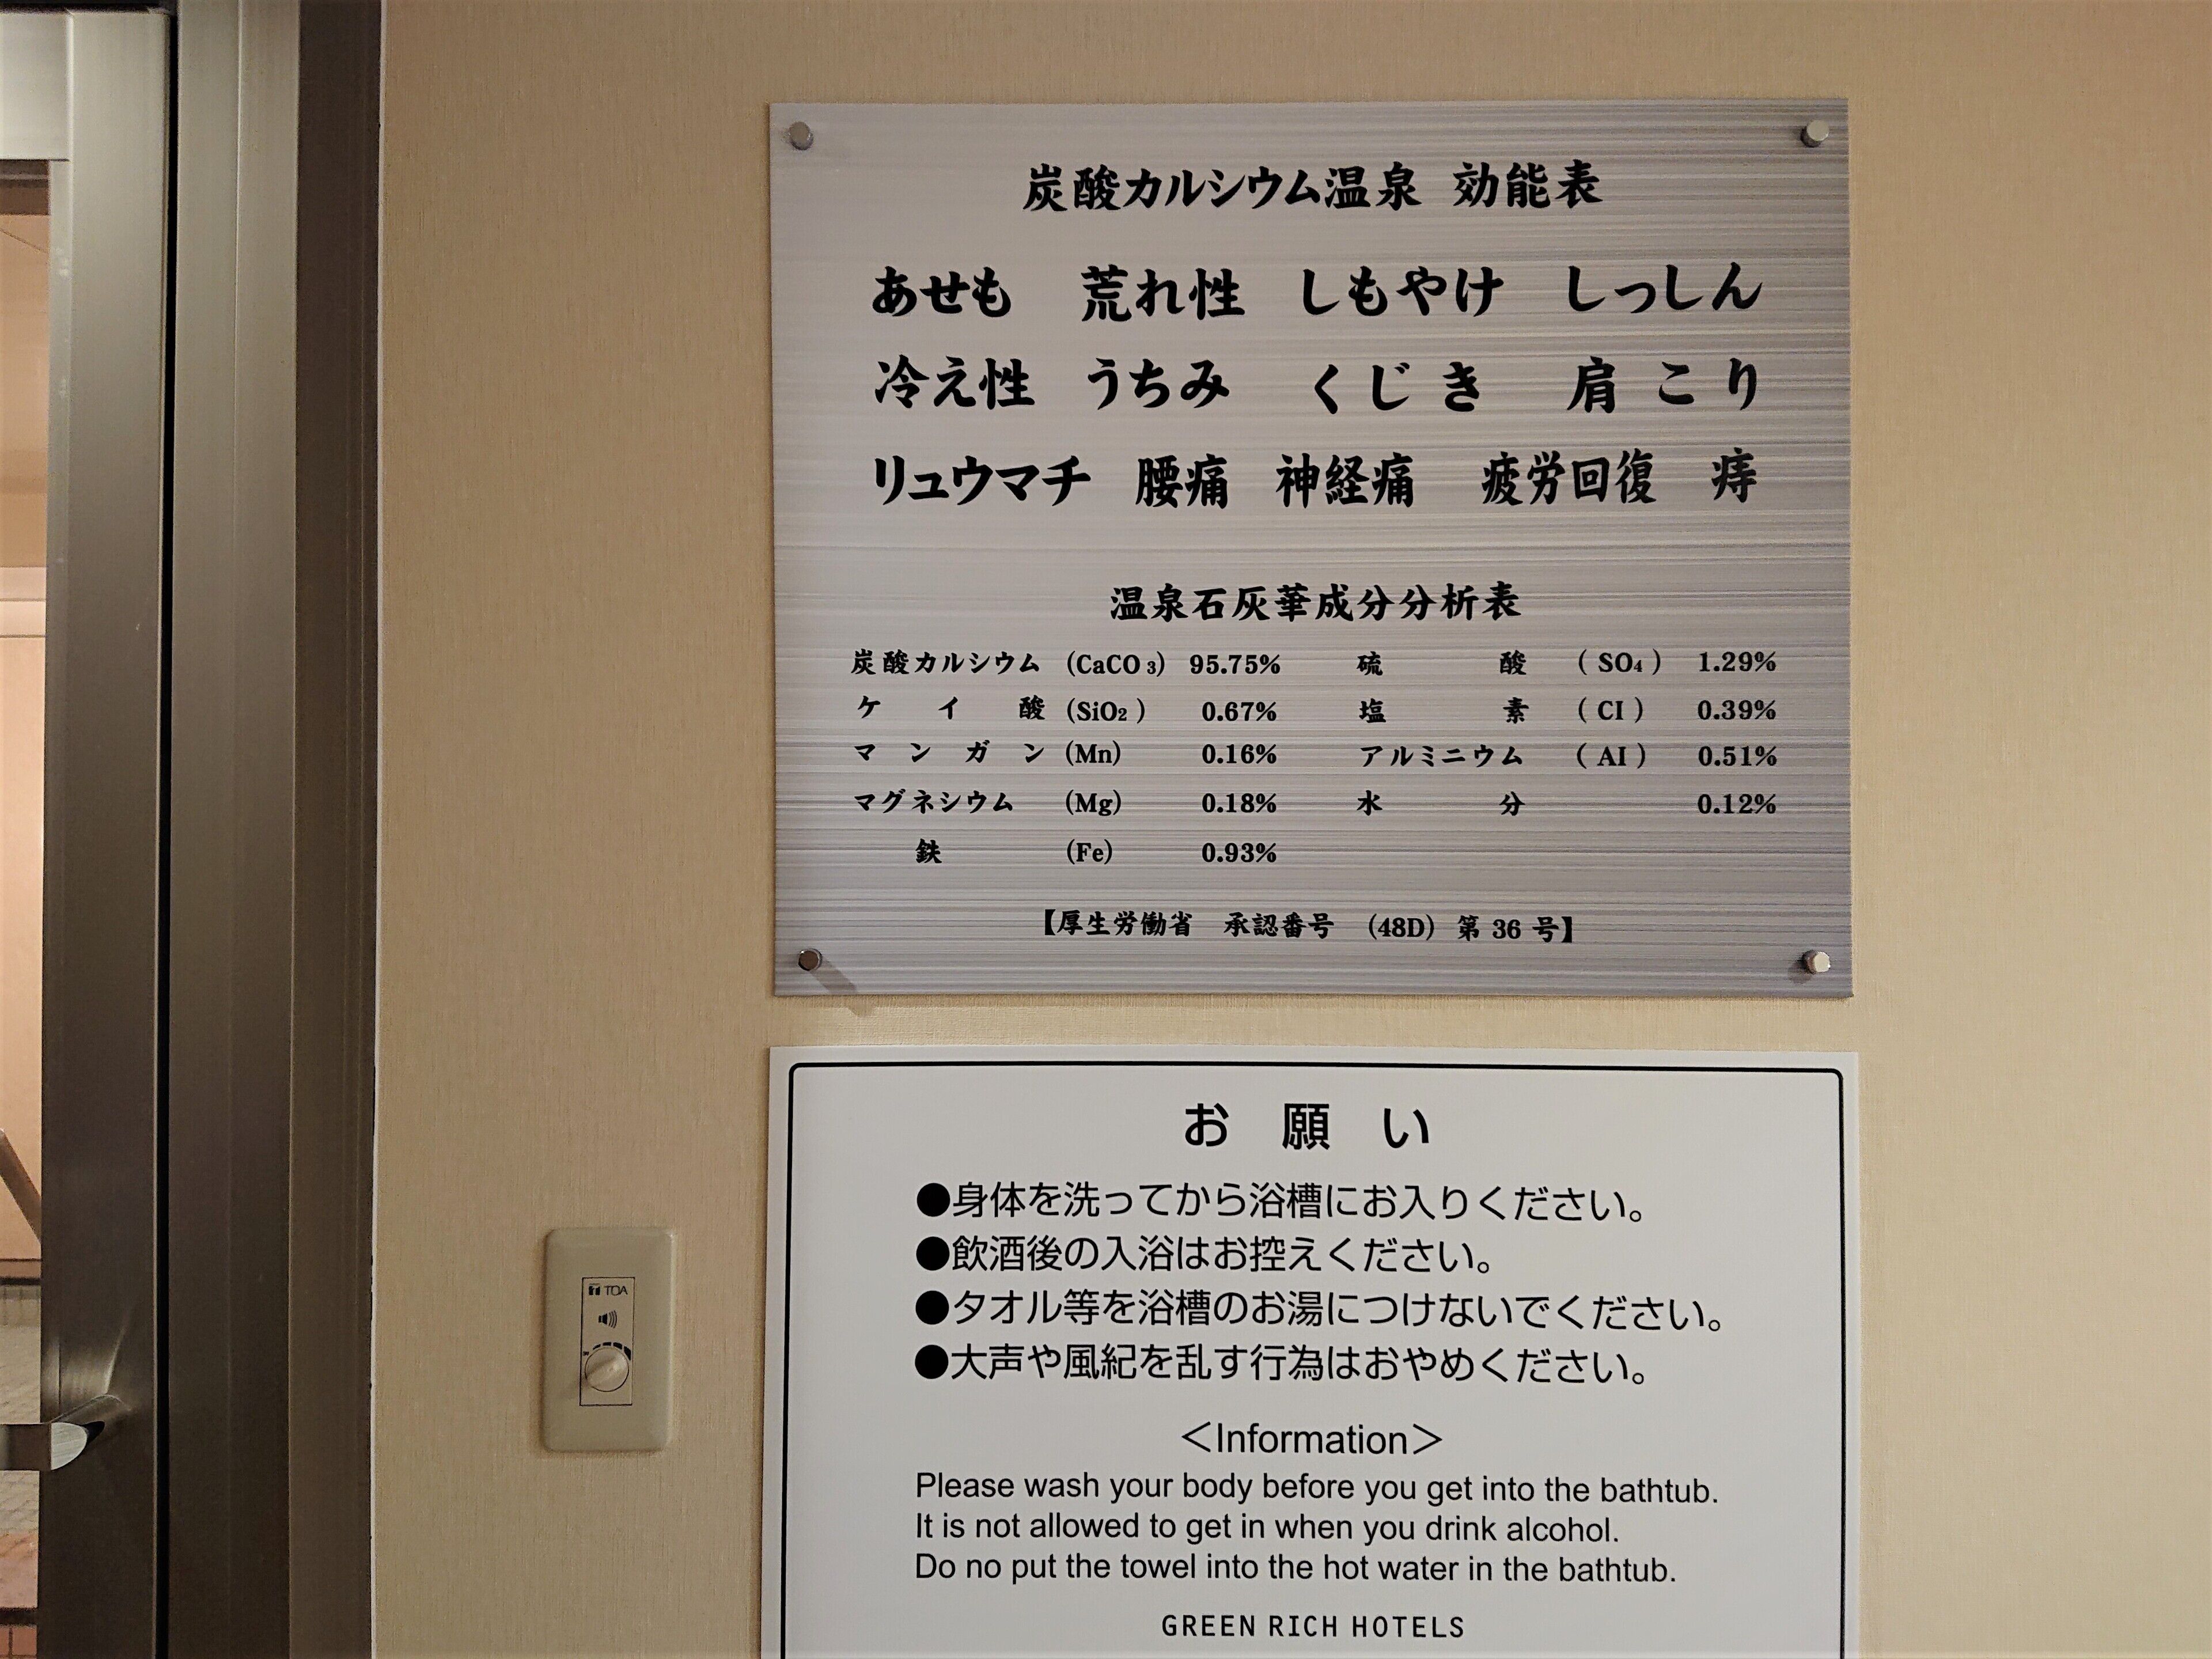 炭酸カルシウム温泉 効能表
あせも 荒れ性 しもやけ しっしん
冷え性 うちみ くじき 肩こり
リュウマチ 腰痛 神経痛 疲労回復 痔
温泉石灰華成分分析表
炭酸カルシウム (CaCO3) 95.75% 硫酸 (SO4) 1.29%
ケイ酸 (SiO2) 0.67% 塩素 (CI) 0.39%
マンガン (Mn) 0.16% アルミニウム (AI) 0.51%
マグネシウム (Mg) 0.18% 水分 0.12%
鉄 (Fe) 0.93%
【厚生労働省 承認番号 (48D) 第36号】
お願い
●身体を洗ってから浴槽にお入りください。
●飲酒後の入浴はお控えください。
●タオル等を浴槽のお湯につけないでください。
●大声や風紀を乱す行為はおやめください。
＜Information＞
Please wash your body before you get into the bathtub.
It is not allowed to get in when you drink alcohol.
Do no put the towel into the hot water in the bathtub.
GREEN RICH HOTELS
TOA